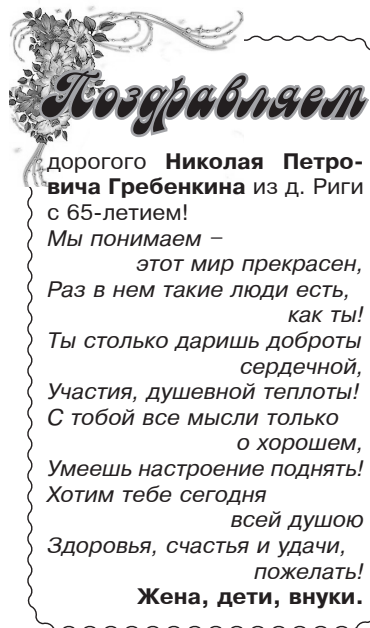 Поздравляем
дорогого Николая Петро-
вича Гребенкина из д. Риги
с 65-летием!
Мы понимаем –
этот мир прекрасен,
Раз в нем такие люди есть,
как ты!
Ты столько даришь доброты
сердечной,
Участия, душевной теплоты!
С тобой все мысли только
о хорошем,
Умеешь настроение поднять!
Хотим тебе сегодня
всей душою
Здоровья, счастья и удачи,
пожелать!
Жена, дети, внуки.